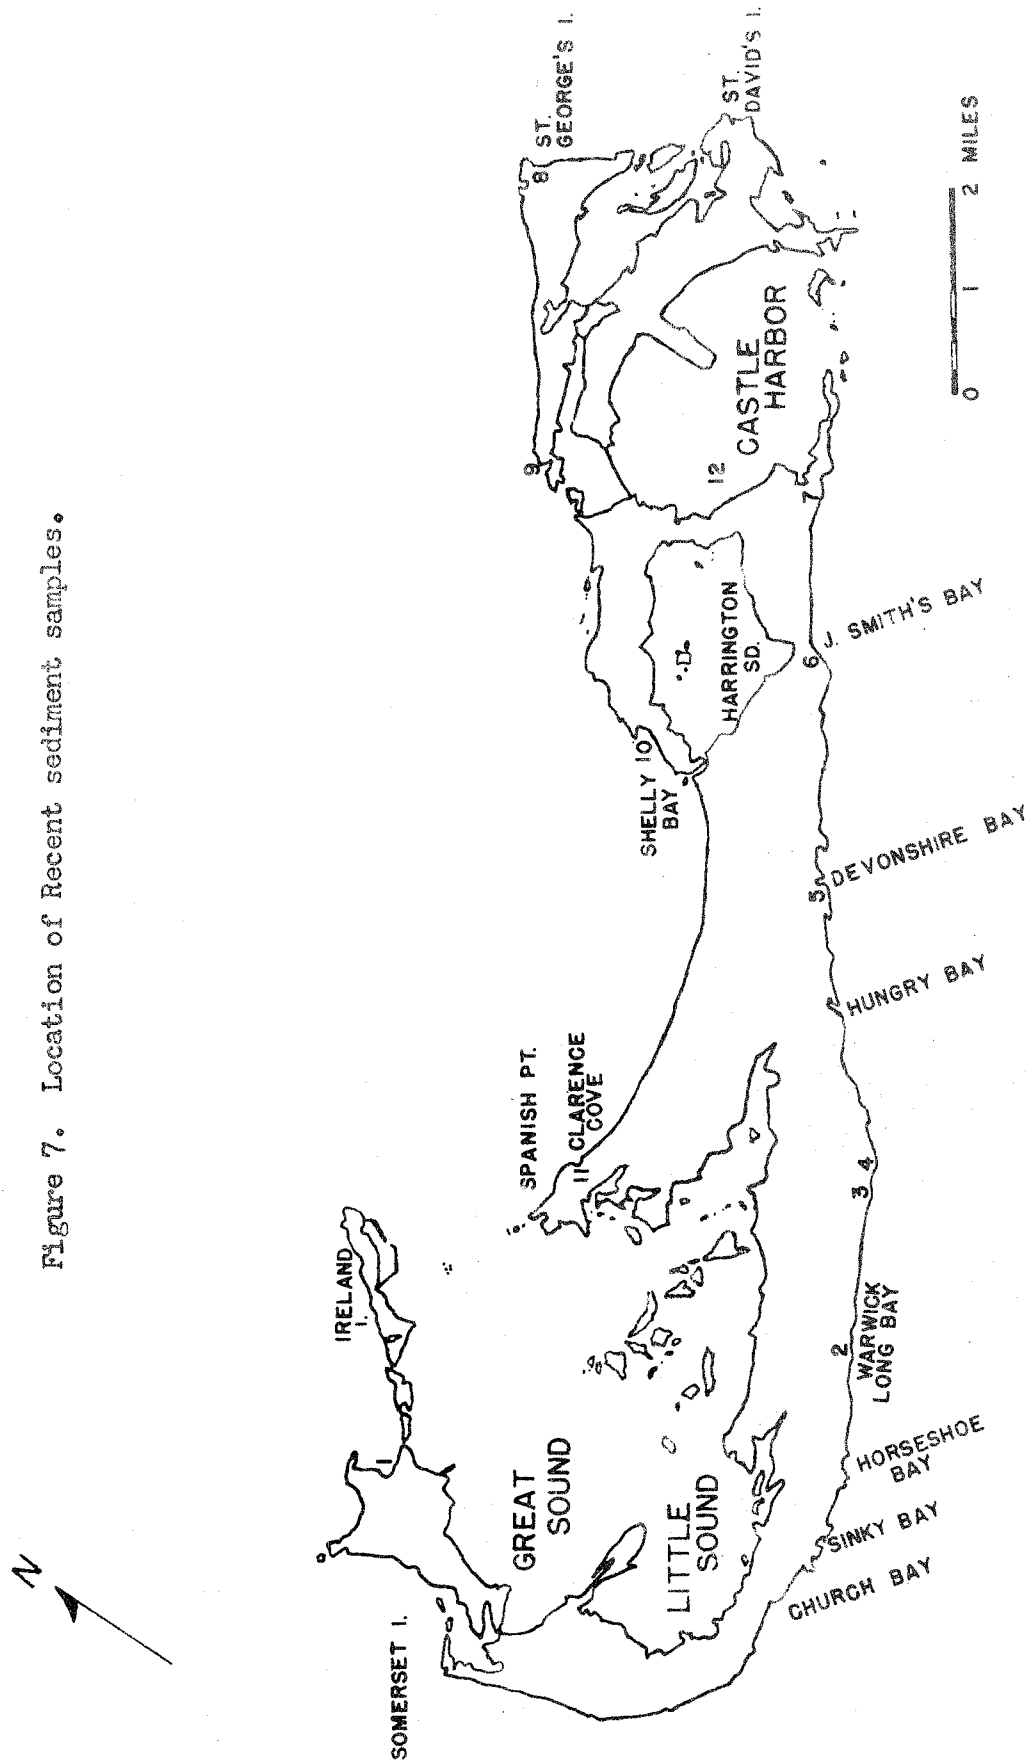 Figure 7. Location of Recent sediment samples.
N
SOMERSET I.
IRELAND
I.
1
GREAT
SOUND
LITTLE
SOUND
SPANISH PT.
11 CLARENCE
COVE
SHELLY 10
BAY
HARRINGTON
SD.
9
8
ST.
GEORGE'S I.
ST.
DAVID'S I.
12
CASTLE
HARBOR
7
6
J. SMITH'S BAY
5
DEVONSHIRE BAY
HUNGRY BAY
4
3
2
WARWICK
LONG BAY
HORSESHOE
BAY
SINKY BAY
CHURCH BAY
0 1 2 MILES